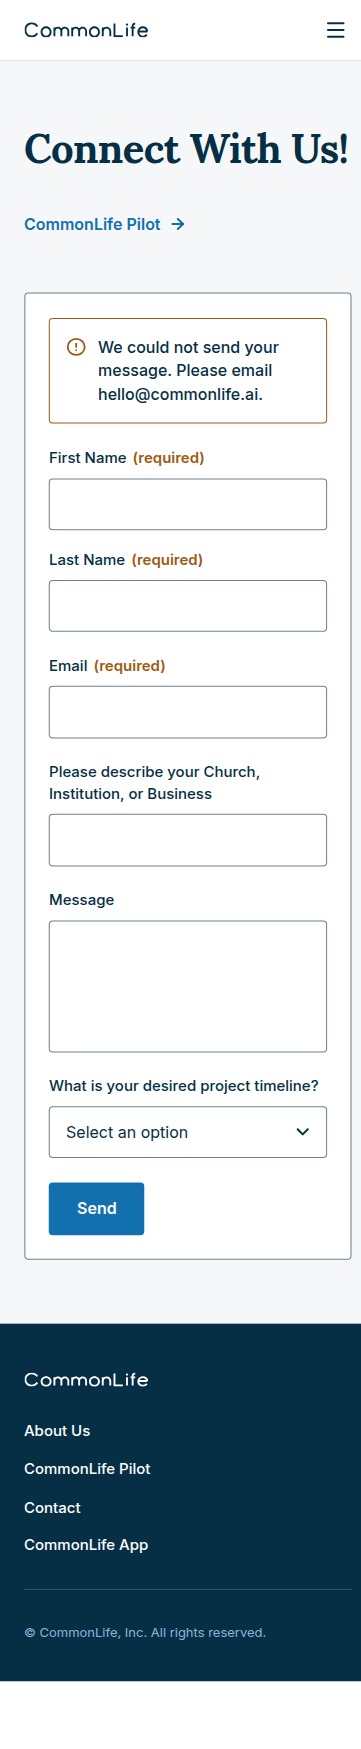 CommonLife
Connect With Us!
CommonLife Pilot
We could not send your
message. Please email
hello@commonlife.ai.
First Name (required)
Last Name (required)
Email (required)
Please describe your Church,
Institution, or Business
Message
What is your desired project timeline?
Select an option
Send
CommonLife
About Us
CommonLife Pilot
Contact
CommonLife App
© CommonLife, Inc. All rights reserved.